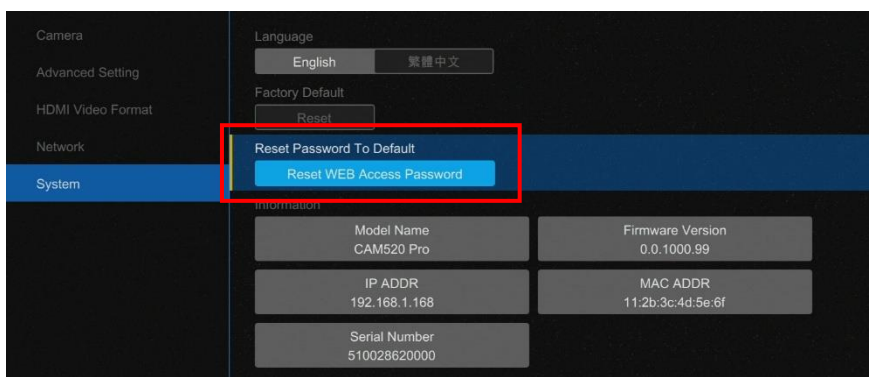 Camera
Advanced Setting
HDMI Video Format
Network
System
Language
English
繁體中文
Factory Default
Reset
Reset Password To Default
Reset WEB Access Password
Information
Model Name
CAM520 Pro
Firmware Version
0.0.1000.99
IP ADDR
192.168.1.168
MAC ADDR
11:2b:3c:4d:5e:6f
Serial Number
510028620000